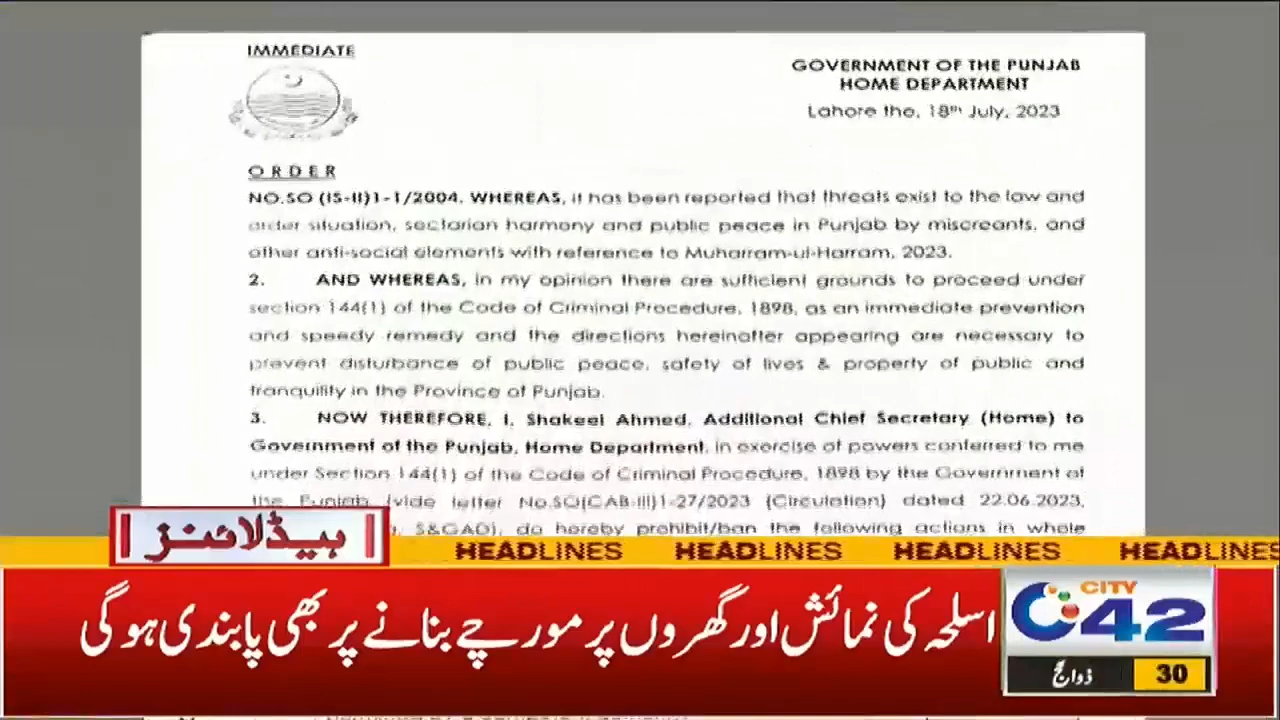 IMMEDIATE
GOVERNMENT OF THE PUNJAB
HOME DEPARTMENT
Lahore the, 18th July, 2023
ORDER
NO.SO (IS-II)1-1/2004. WHEREAS, it has been reported that threats exist to the law and
order situation, sectarian harmony and public peace in Punjab by miscreants, and
other anti-social elements with reference to Muharram-ul-Harram, 2023.
2. AND WHEREAS, in my opinion there are sufficient grounds to proceed under
section 144(1) of the Code of Criminal Procedure, 1898, as an immediate prevention
and speedy remedy and the directions hereinafter appearing are necessary to
prevent disturbance of public peace, safety of lives & property of public and
tranquility in the Province of Punjab.
3. NOW THEREFORE, I, Shakeel Ahmed, Additional Chief Secretary (Home) to
Government of the Punjab, Home Department, in exercise of powers conferred to me
under Section 144(1) of the Code of Criminal Procedure, 1898 by the Government of
the Punjab (vide letter No.SO(CAB-III)1-27/2023 (Circulation) dated 22.06.2023,
S&GAD), do hereby prohibit/ban the following actions in whole
ہیڈلائنز
HEADLINES HEADLINES HEADLINES HEADLINES
اسلحہ کی نمائش اور گھروں پر مورچے بنانے پر بھی پابندی ہوگی
CITY
42
30 ذوالحج